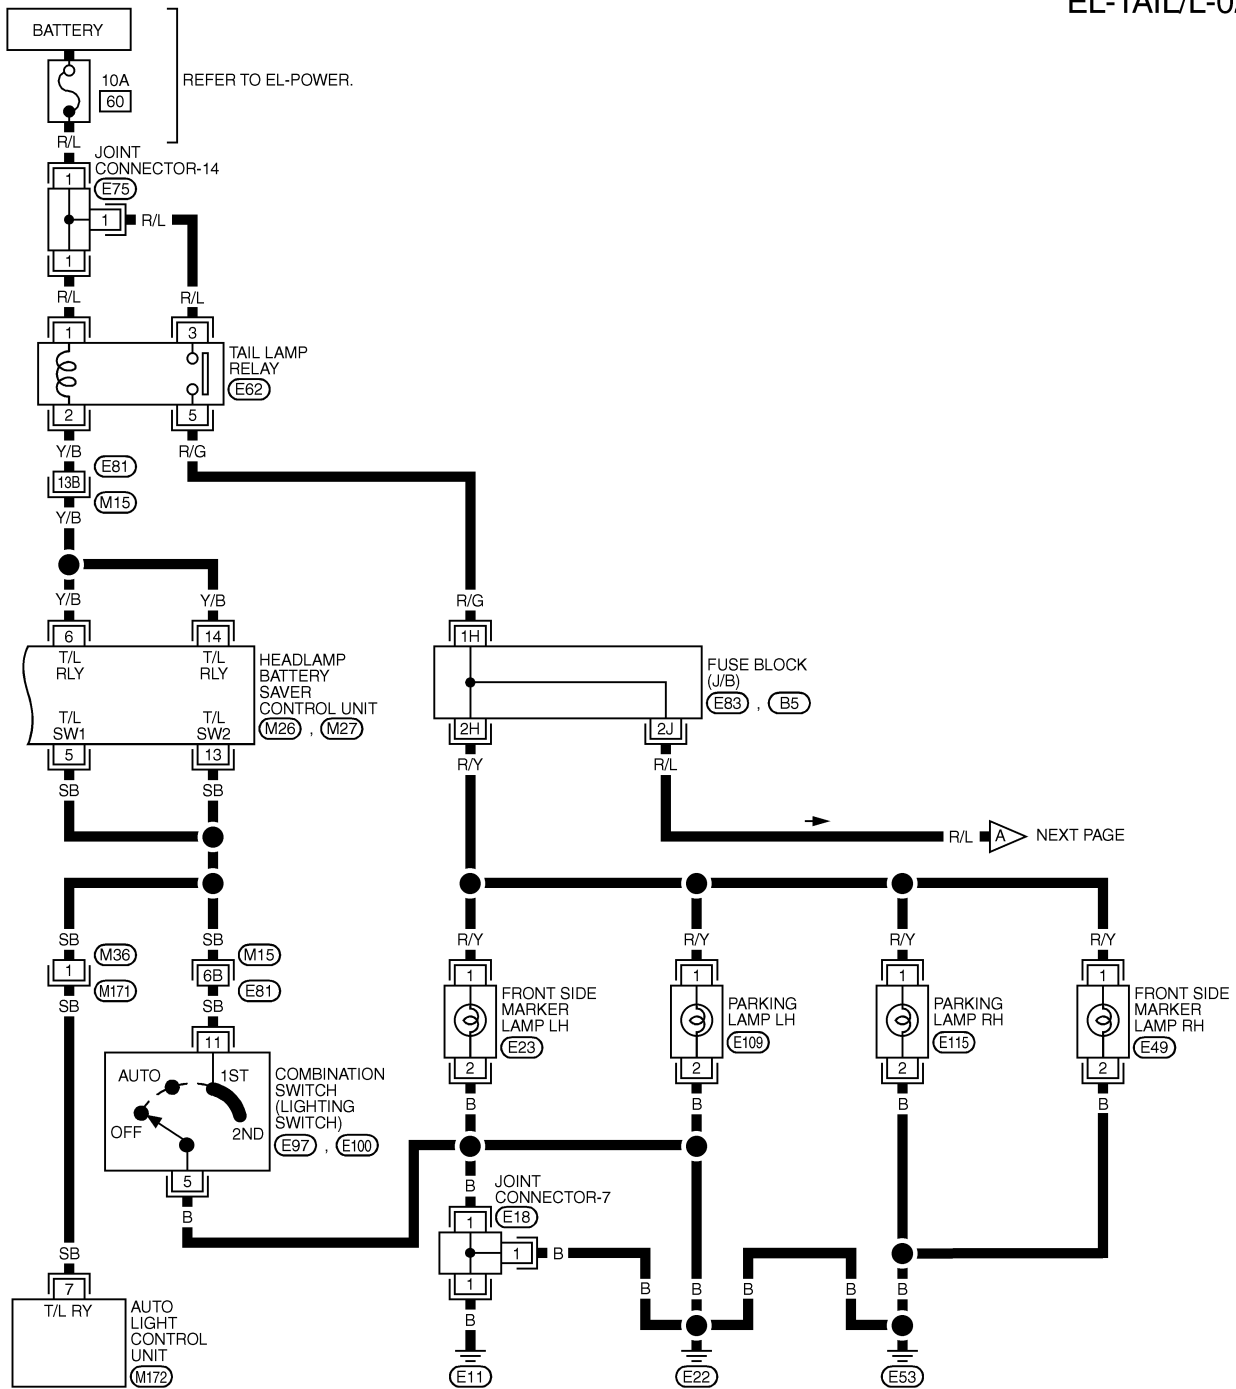 EL-TAIL/L-02
BATTERY
10A
60
REFER TO EL-POWER.
R/L
JOINT
CONNECTOR-14
E75
1
1
R/L
1
R/L
R/L
1
3
TAIL LAMP
RELAY
E62
2
5
Y/B
R/G
E81
13B
M15
Y/B
Y/B
Y/B
R/G
6
14
1H
T/L
RLY
T/L
RLY
HEADLAMP
BATTERY
SAVER
CONTROL UNIT
M26 , M27
T/L
SW1
T/L
SW2
5
13
FUSE BLOCK
(J/B)
E83 , B5
2H
2J
R/Y
R/L
SB
SB
R/L
A
NEXT PAGE
SB
SB
R/Y
R/Y
R/Y
R/Y
M36
1
M171
M15
6B
E81
SB
SB
1
1
1
1
FRONT SIDE
MARKER
LAMP LH
E23
PARKING
LAMP LH
E109
PARKING
LAMP RH
E115
FRONT SIDE
MARKER
LAMP RH
E49
2
2
2
2
B
B
B
B
11
AUTO
1ST
OFF
2ND
COMBINATION
SWITCH
(LIGHTING
SWITCH)
E97 , E100
5
B
B
JOINT
CONNECTOR-7
E18
1
1
B
1
B
B
B
B
B
B
SB
7
T/L RY
AUTO
LIGHT
CONTROL
UNIT
M172
E11
E22
E53